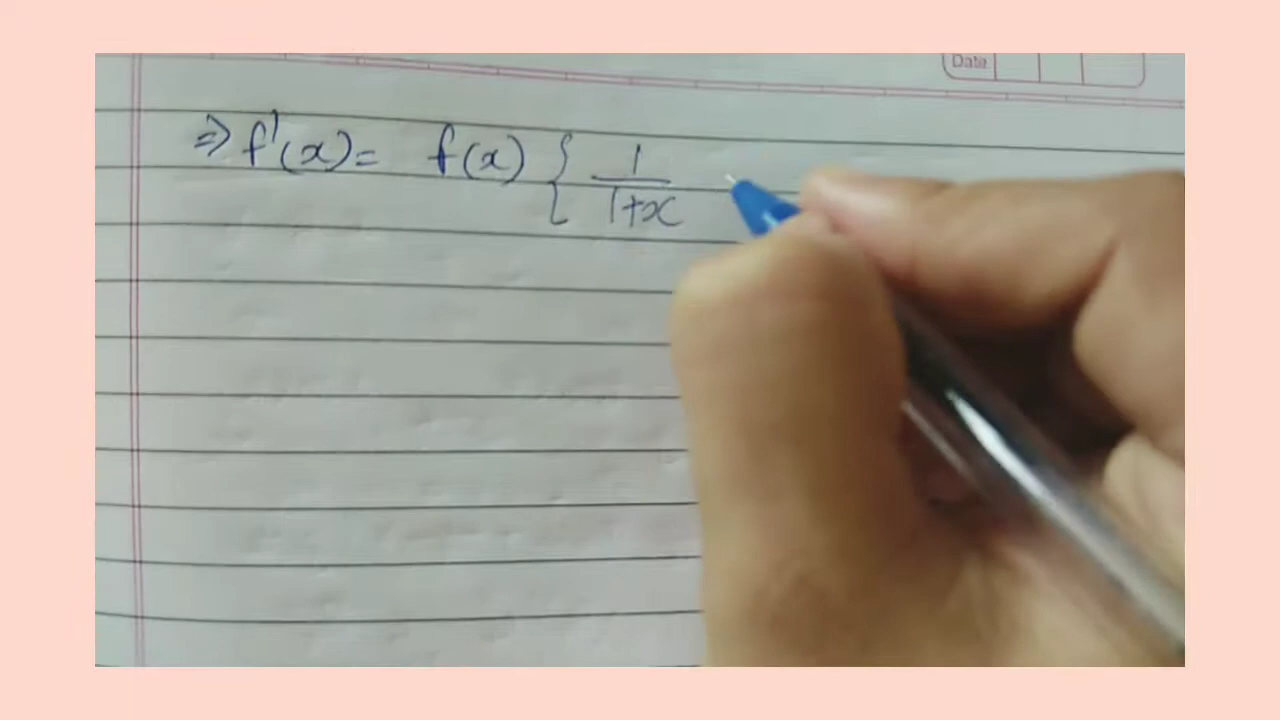 Date
⇒ f'(x) = f(x) { 1/(1+x)